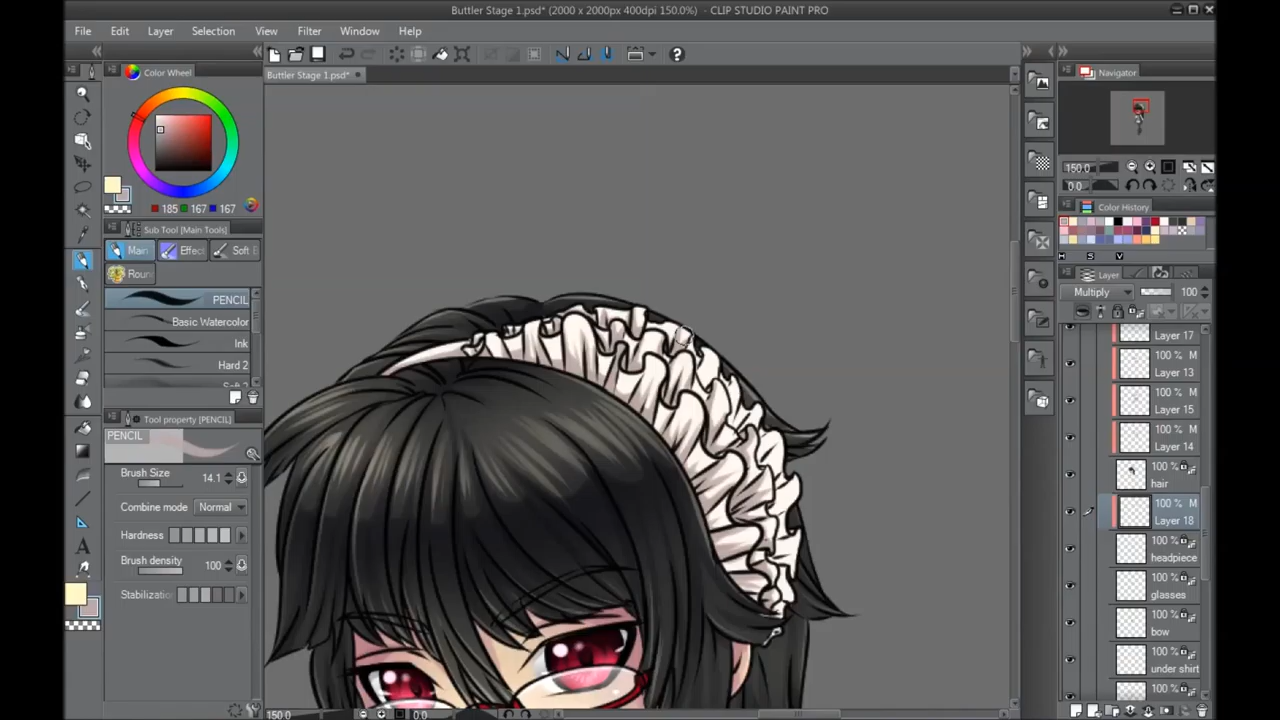 Buttler Stage 1.psd* (2000 x 2000px 400dpi 150.0%) - CLIP STUDIO PAINT PRO
File Edit Layer Selection View Filter Window Help
Color Wheel
Buttler Stage 1.psd*
Navigator
150.0
0.0
185 167 167
Sub Tool [Main Tools]
Main Effect Soft
Roun
PENCIL
Basic Watercolor
Ink
Hard 2
Tool property [PENCIL]
PENCIL
Brush Size 14.1
Combine mode Normal
Hardness
Brush density 100
Stabilization
Color History
H S V
Layer
Multiply 100
Layer 17
100 % M
Layer 13
100 % M
Layer 15
100 % M
Layer 14
100 %
hair
100 % M
Layer 18
100 %
headpiece
100 %
glasses
100 %
bow
100 %
under shirt
100 %
150.0 0.0